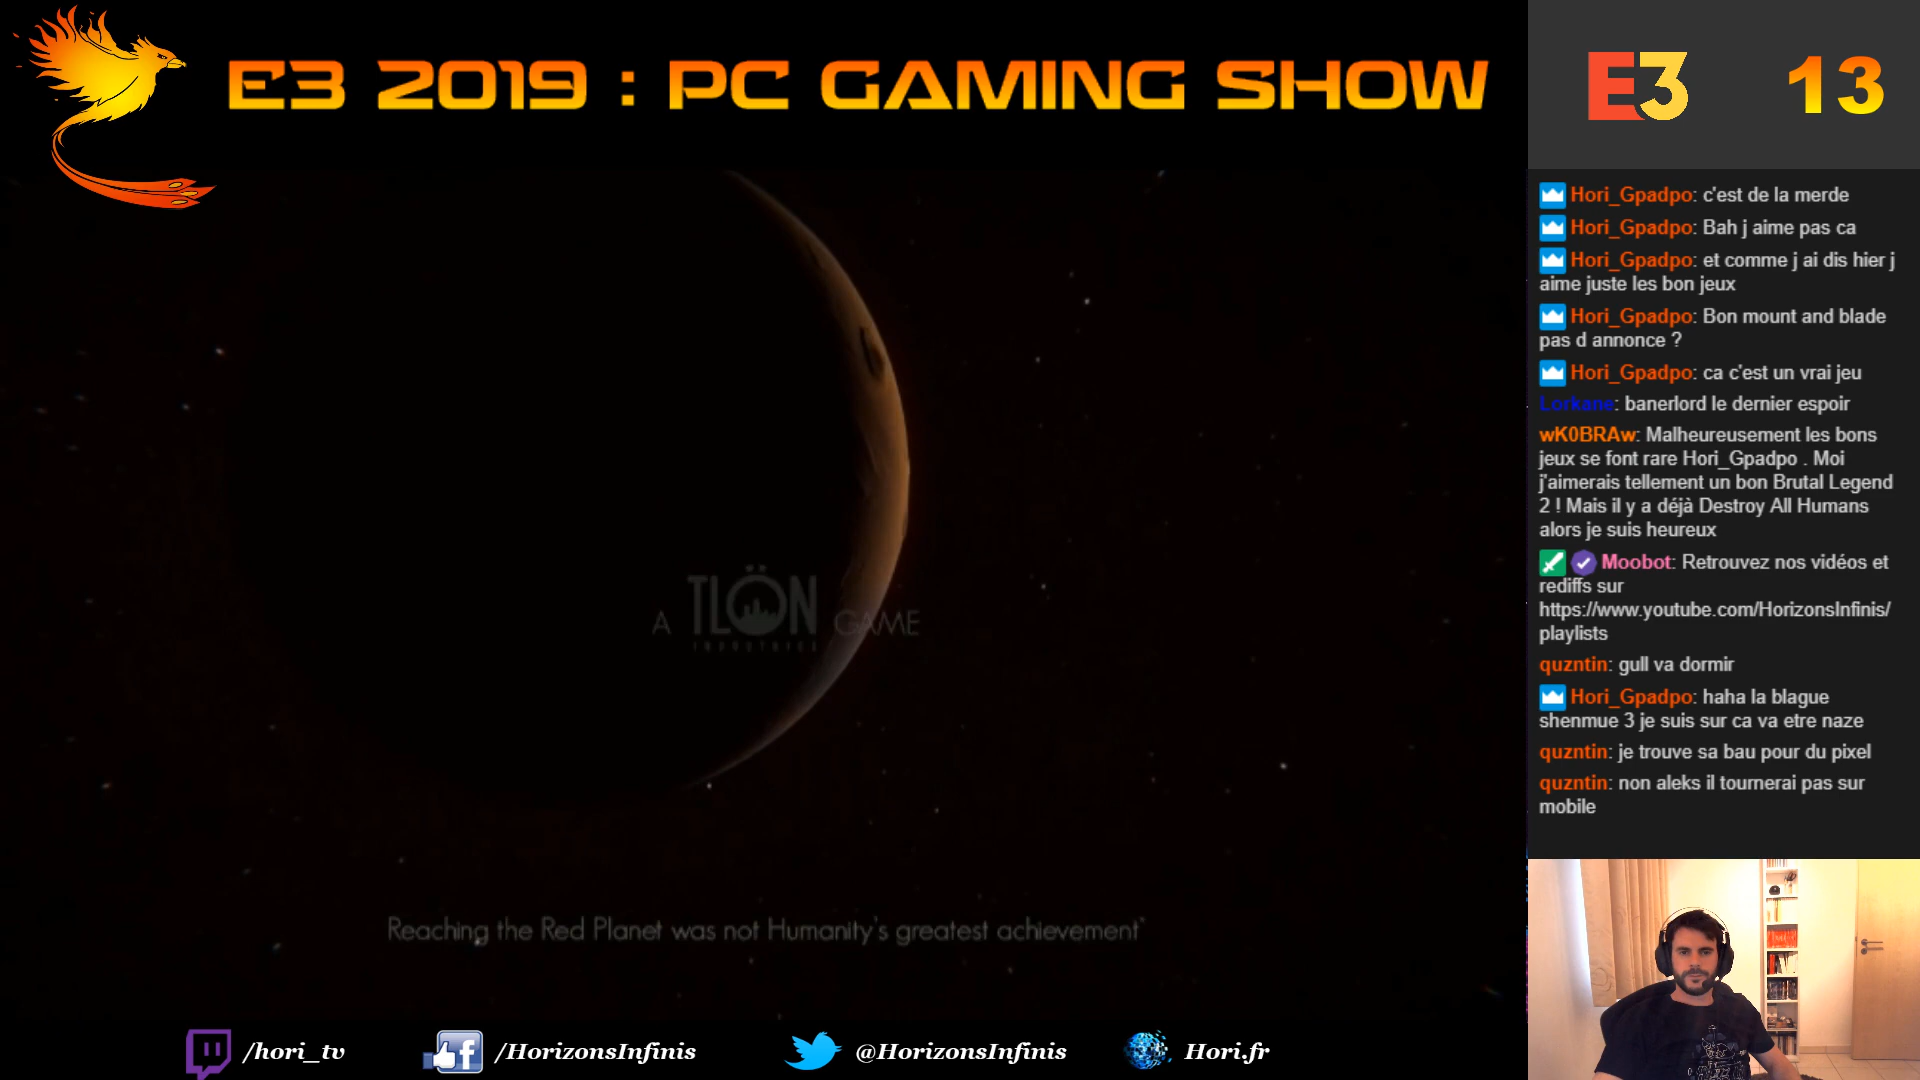 E3 2019 : PC GAMING SHOW
E3 13
Hori_Gpadpo: c'est de la merde
Hori_Gpadpo: Bah j aime pas ca
Hori_Gpadpo: et comme j ai dis hier j
aime juste les bon jeux
Hori_Gpadpo: Bon mount and blade
pas d annonce ?
Hori_Gpadpo: ca c'est un vrai jeu
Lorkane: banerlord le dernier espoir
wK0BRAw: Malheureusement les bons
jeux se font rare Hori_Gpadpo . Moi
j'aimerais tellement un bon Brutal Legend
2 ! Mais il y a déjà Destroy All Humans
alors je suis heureux
Moobot: Retrouvez nos vidéos et
rediffs sur
https://www.youtube.com/HorizonsInfinis/
playlists
quzntin: gull va dormir
Hori_Gpadpo: haha la blague
shenmue 3 je suis sur ca va etre naze
quzntin: je trouve sa bau pour du pixel
quzntin: non aleks il tournerai pas sur
mobile
A TLÖN GAME
INDUSTRIES
Reaching the Red Planet was not Humanity's greatest achievement*
/hori_tv /HorizonsInfinis @HorizonsInfinis Hori.fr